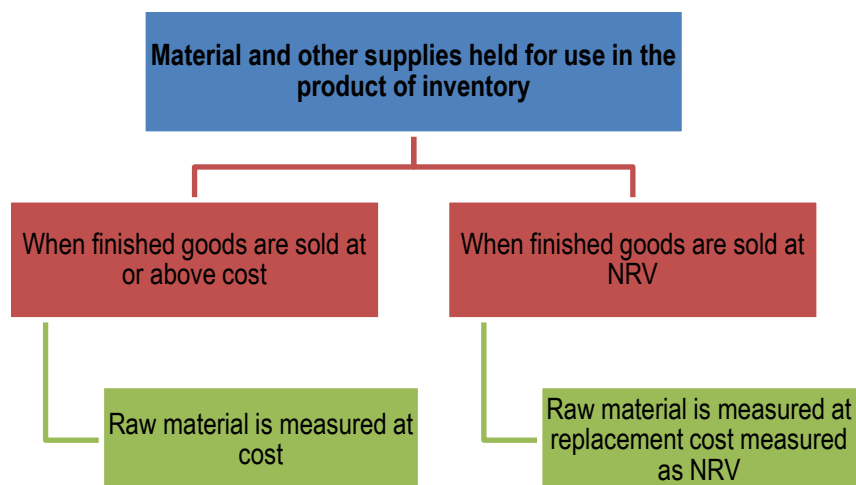 Material and other supplies held for use in the
product of inventory
When finished goods are sold at
or above cost
When finished goods are sold at
NRV
Raw material is measured at
cost
Raw material is measured at
replacement cost measured
as NRV